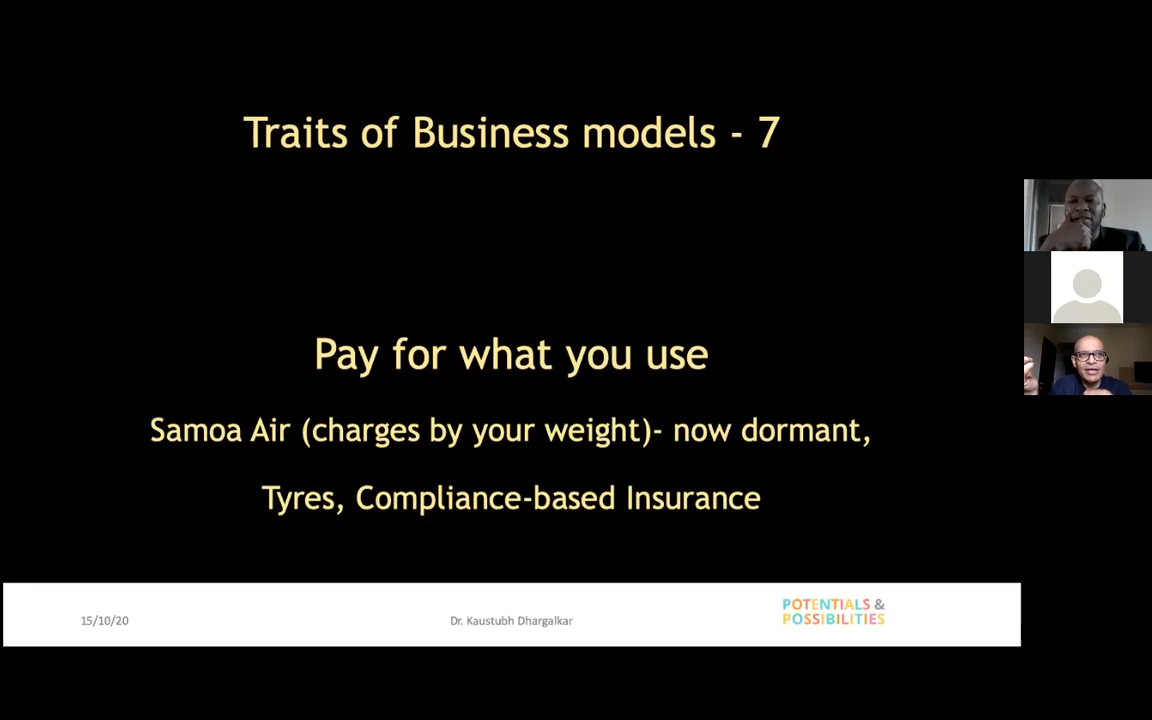 Traits of Business models - 7
Pay for what you use
Samoa Air (charges by your weight)- now dormant,
Tyres, Compliance-based Insurance
15/10/20
Dr. Kaustubh Dhargalkar
POTENTIALS &
POSSIBILITIES